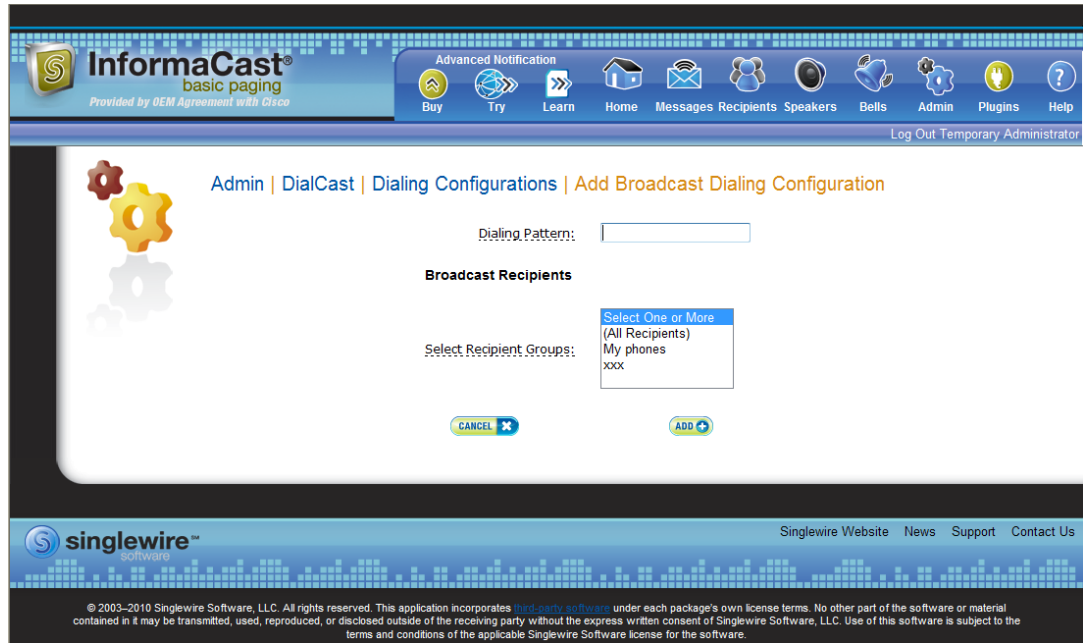 InformaCast®
basic paging
Provided by OEM Agreement with Cisco
Advanced Notification
Buy Try Learn Home Messages Recipients Speakers Bells Admin Plugins Help
Log Out Temporary Administrator
Admin | DialCast | Dialing Configurations | Add Broadcast Dialing Configuration
Dialing Pattern:
Broadcast Recipients
Select Recipient Groups:
Select One or More
(All Recipients)
My phones
xxx
CANCEL
ADD
singlewire℠
software
Singlewire Website News Support Contact Us
© 2003–2010 Singlewire Software, LLC. All rights reserved. This application incorporates third-party software under each package's own license terms. No other part of the software or material
contained in it may be transmitted, used, reproduced, or disclosed outside of the receiving party without the express written consent of Singlewire Software, LLC. Use of this software is subject to the
terms and conditions of the applicable Singlewire Software license for the software.